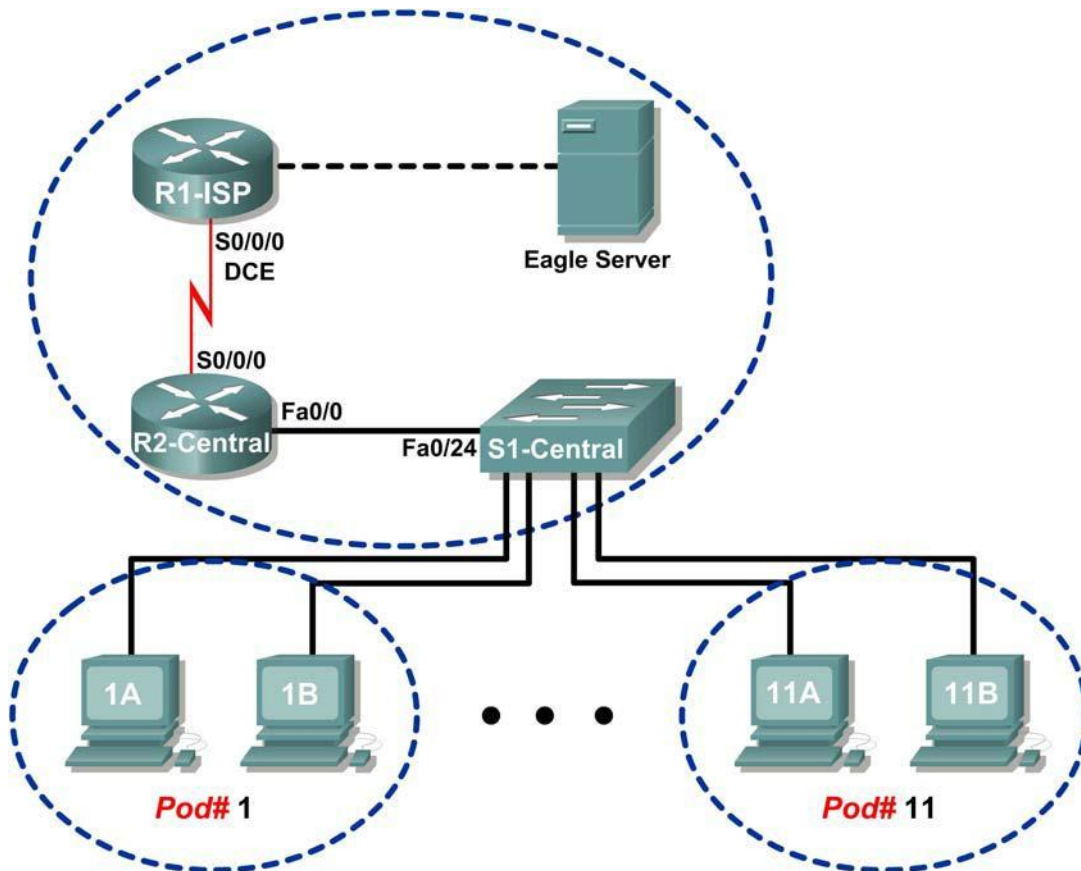 R1-ISP
S0/0/0
DCE
Eagle Server
S0/0/0
R2-Central
Fa0/0
Fa0/24
S1-Central
1A
1B
11A
11B
Pod# 1
Pod# 11